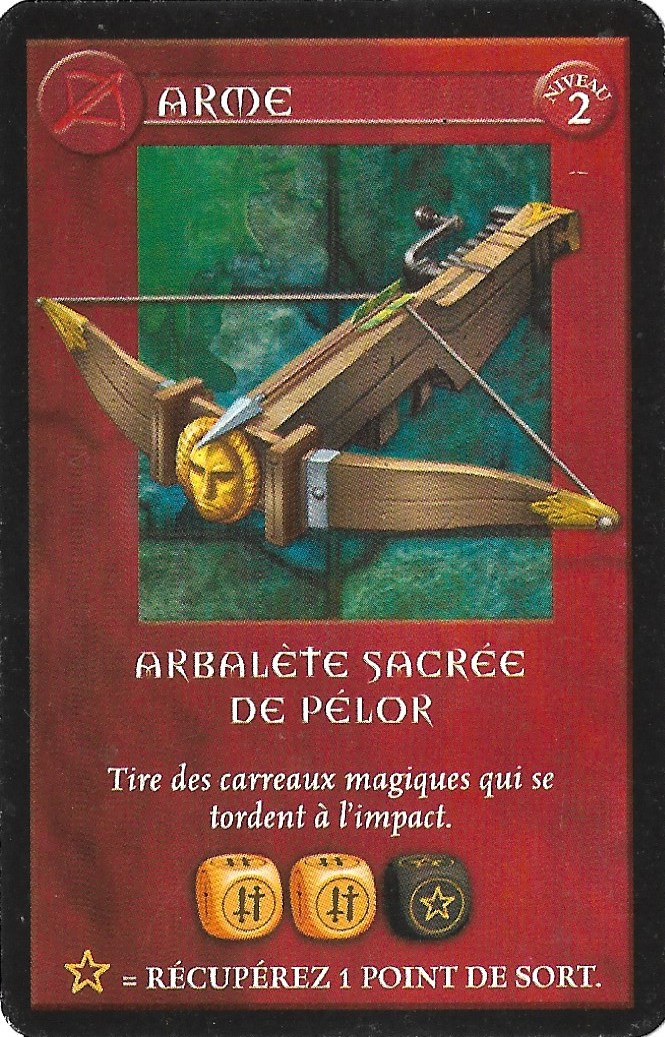 ARME
NIVEAU
2
ARBALÈTE SACRÉE
DE PÉLOR
Tire des carreaux magiques qui se
tordent à l'impact.
= RÉCUPÉREZ 1 POINT DE SORT.